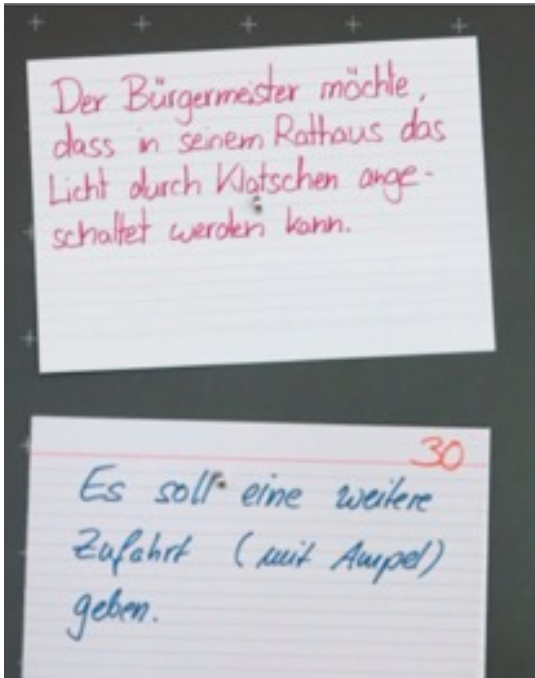 Der Bürgermeister möchte,
dass in seinem Rathaus das
Licht durch Klatschen ange-
schaltet werden kann.
30
Es soll eine weitere
Zufahrt (mit Ampel)
geben.